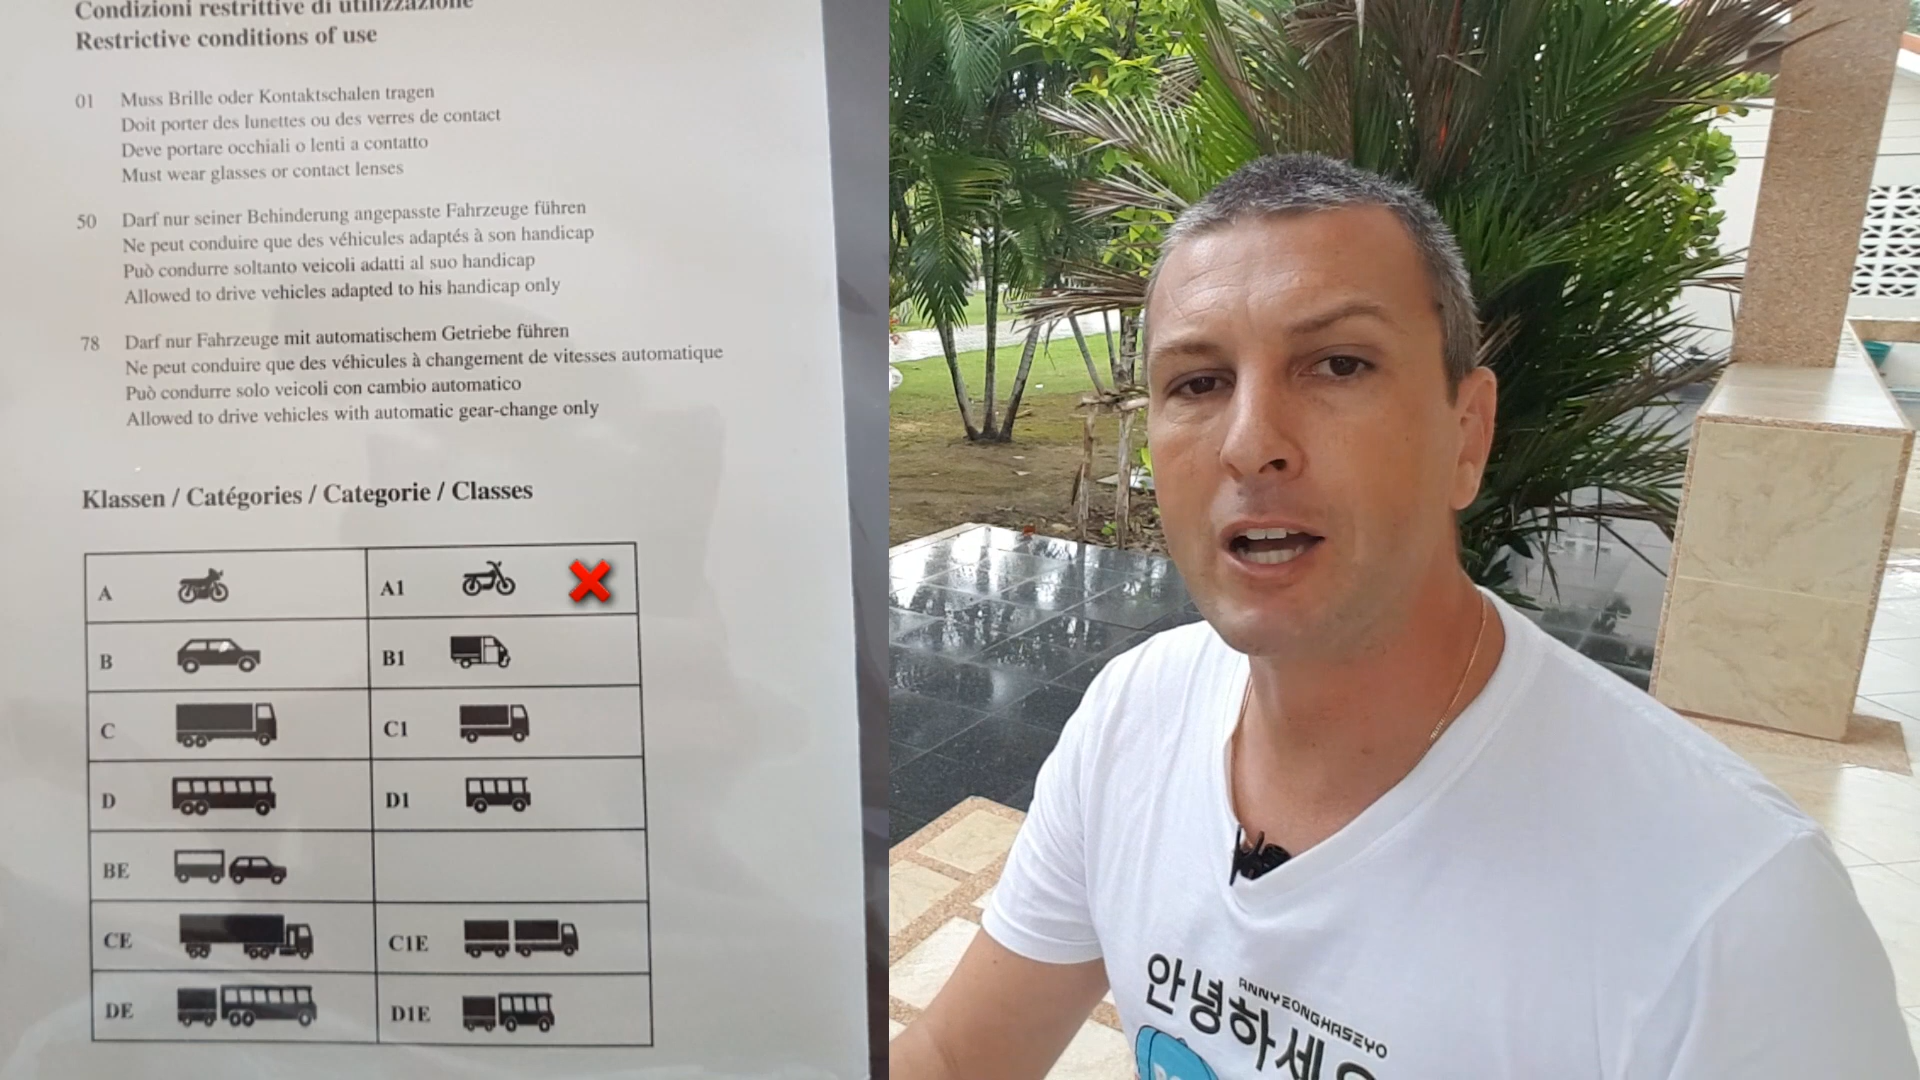 Condizioni restrittive di utilizzazione
Restrictive conditions of use
01 Muss Brille oder Kontaktschalen tragen
Doit porter des lunettes ou des verres de contact
Deve portare occhiali o lenti a contatto
Must wear glasses or contact lenses
50 Darf nur seiner Behinderung angepasste Fahrzeuge führen
Ne peut conduire que des véhicules adaptés à son handicap
Può condurre soltanto veicoli adatti al suo handicap
Allowed to drive vehicles adapted to his handicap only
78 Darf nur Fahrzeuge mit automatischem Getriebe führen
Ne peut conduire que des véhicules à changement de vitesses automatique
Può condurre solo veicoli con cambio automatico
Allowed to drive vehicles with automatic gear-change only
Klassen / Catégories / Categorie / Classes
A A1
B B1
C C1
D D1
BE
CE C1E
DE D1E
ANNYEONGHASEYO
안녕하세